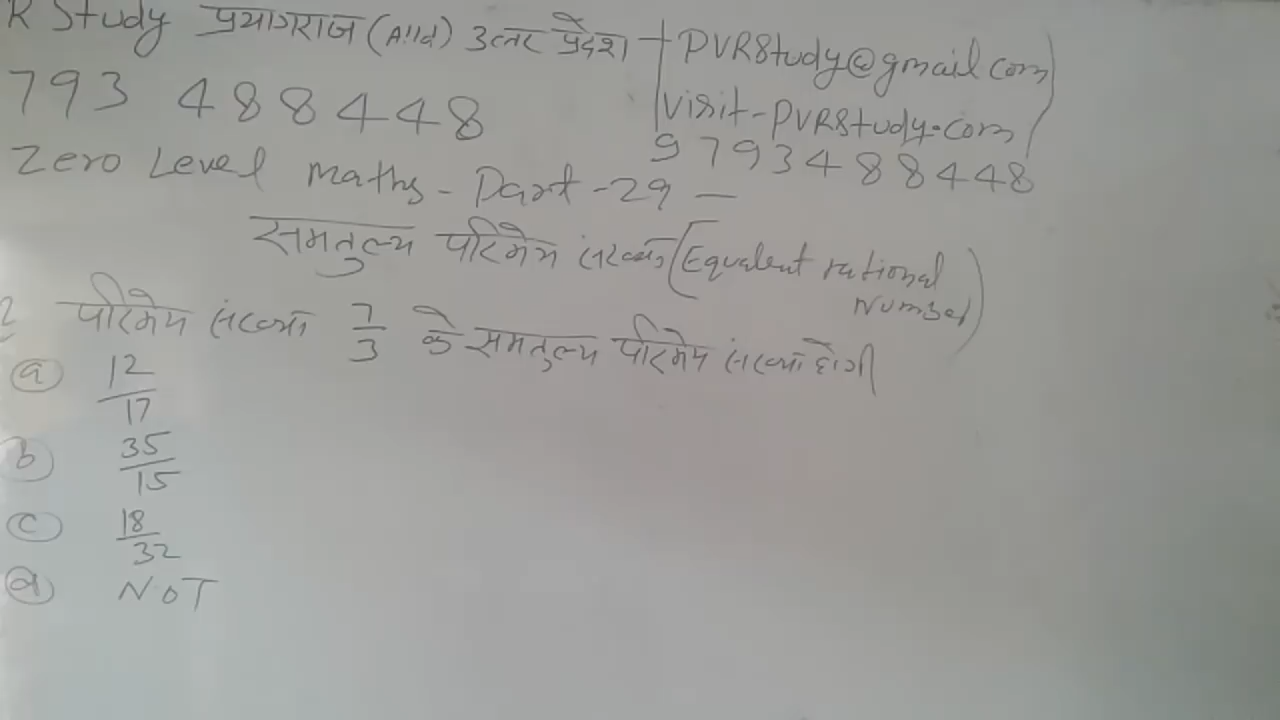 R Study प्रयागराज (Alld) उत्तर प्रदेश
PVRStudy@gmail.com
793 488448
Visit-PVRStudy.com
9793488448
Zero Level maths - Part -29 —
समतुल्य परिमेय संख्या (Equvalent rational Number)
2 परिमेय संख्या 7/3 के समतुल्य परिमेय संख्या होगी
(a) 12/17
(b) 35/15
(c) 18/32
(d) NOT